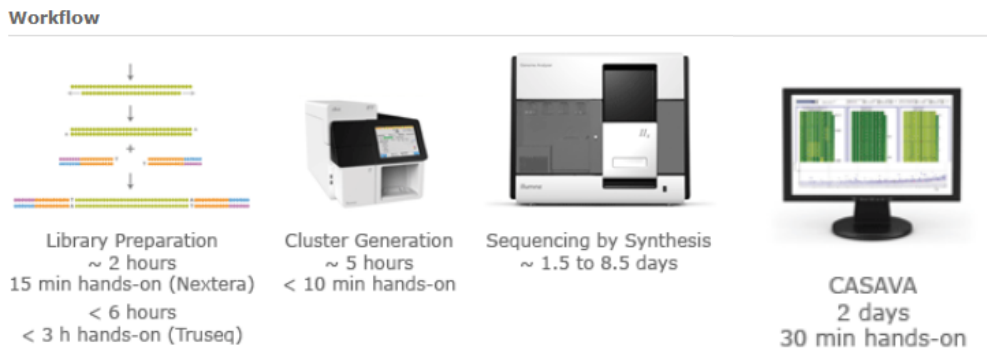 Workflow
Library Preparation
~ 2 hours
15 min hands-on (Nextera)
< 6 hours
< 3 h hands-on (Truseq)
Cluster Generation
~ 5 hours
< 10 min hands-on
illumina
Sequencing by Synthesis
~ 1.5 to 8.5 days
CASAVA
2 days
30 min hands-on